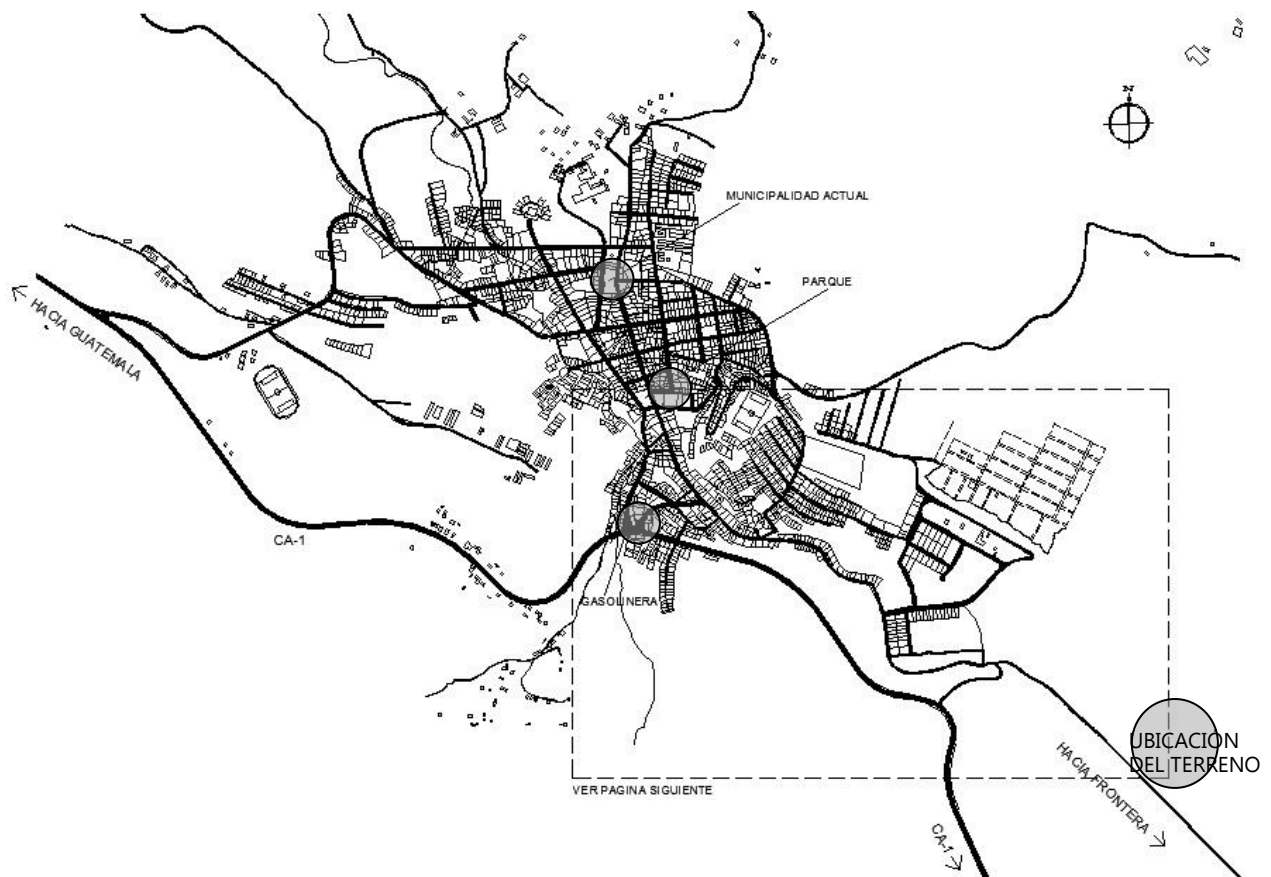 N
MUNICIPALIDAD ACTUAL
PARQUE
HACIA GUATEMALA
CA-1
GASOLINERA
UBICACION
DEL TERRENO
HACIA FRONTERA
VER PAGINA SIGUIENTE
CA-1